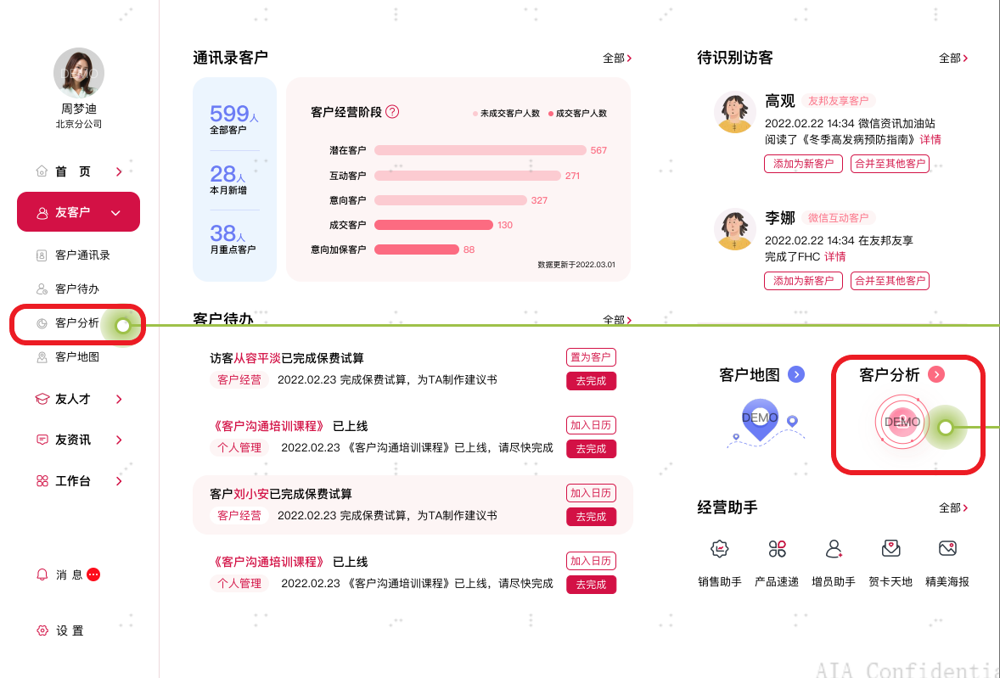 DEMO
周梦迪
北京分公司
首 页
友客户
客户通讯录
客户待办
客户分析
客户地图
友人才
友资讯
工作台
消 息
设 置
通讯录客户
全部
599人
全部客户
28人
本月新增
38人
月重点客户
客户经营阶段?
未成交客户人数 成交客户人数
潜在客户 567
互动客户 271
意向客户 327
成交客户 130
意向加保客户 88
数据更新于2022.03.01
客户待办
全部
访客从容平淡已完成保费试算
置为客户
客户经营 2022.02.23 完成保费试算，为TA制作建议书
去完成
《客户沟通培训课程》 已上线
加入日历
个人管理 2022.02.23 《客户沟通培训课程》已上线，请尽快完成
去完成
客户刘小安已完成保费试算
加入日历
客户经营 2022.02.23 完成保费试算，为TA制作建议书
去完成
《客户沟通培训课程》 已上线
加入日历
个人管理 2022.02.23 《客户沟通培训课程》已上线，请尽快完成
去完成
待识别访客
全部
高观 友邦友享客户
2022.02.22 14:34 微信资讯加油站
阅读了《冬季高发病预防指南》详情
添加为新客户 合并至其他客户
李娜 微信互动客户
2022.02.22 14:34 在友邦友享
完成了FHC 详情
添加为新客户 合并至其他客户
客户地图
DEMO
客户分析
DEMO
经营助手
全部
销售助手 产品速递 增员助手 贺卡天地 精美海报
AIA Confidentia